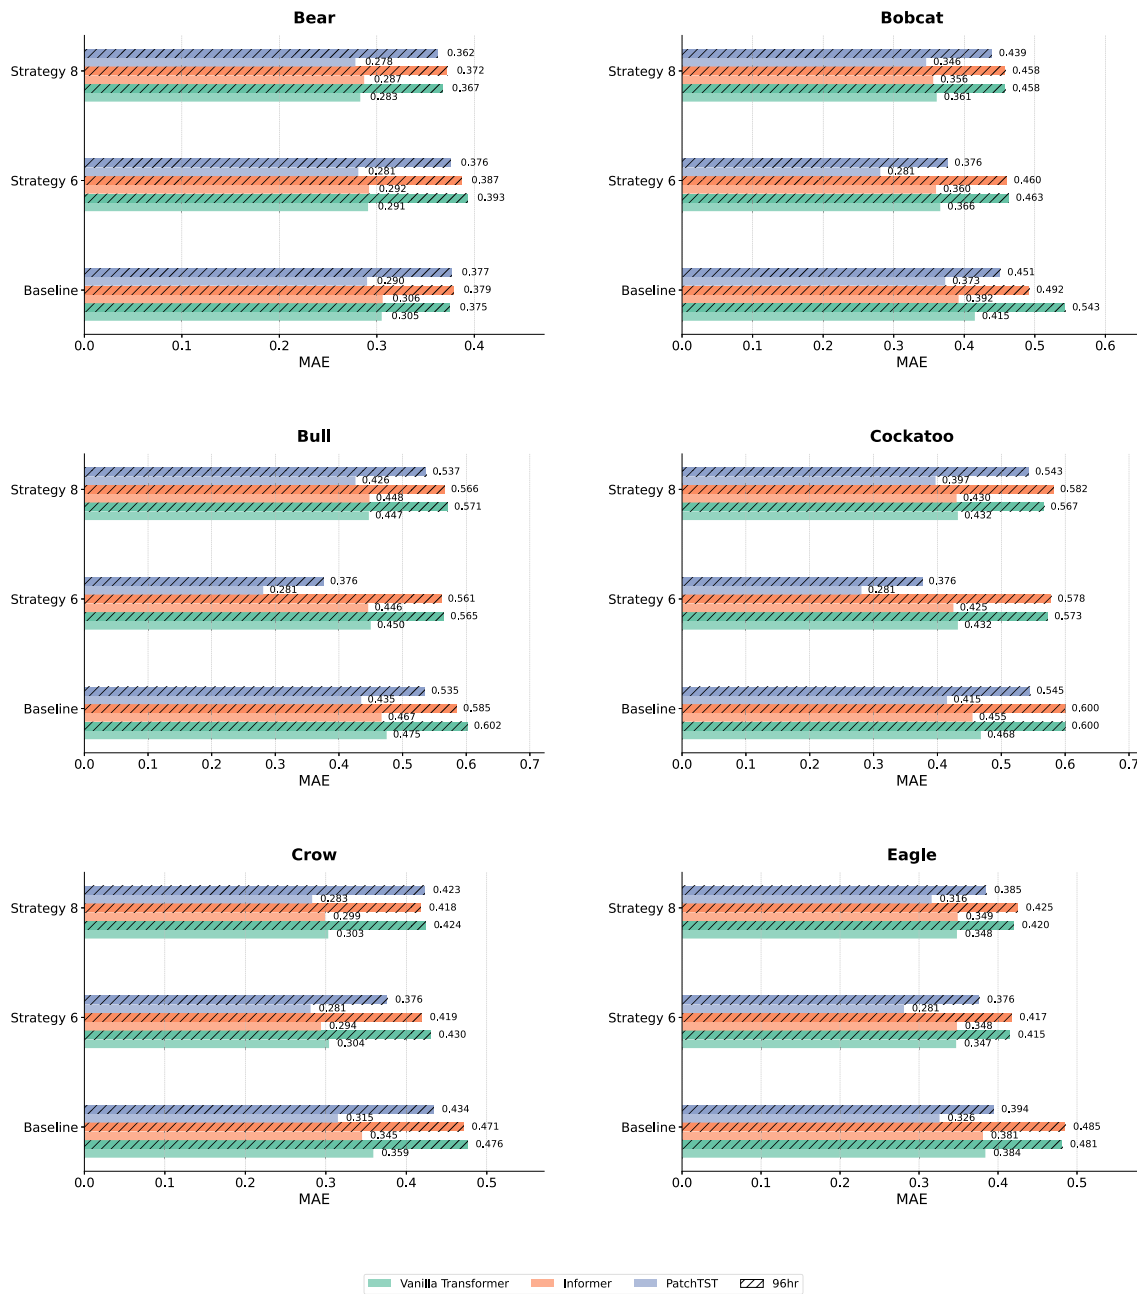 Bear
Strategy 8
0.362
0.278
0.372
0.287
0.367
0.283
Strategy 6
0.376
0.281
0.387
0.292
0.393
0.291
Baseline
0.377
0.290
0.379
0.306
0.375
0.305
0.0 0.1 0.2 0.3 0.4
MAE
Bobcat
Strategy 8
0.439
0.346
0.458
0.356
0.458
0.361
Strategy 6
0.376
0.281
0.460
0.360
0.463
0.366
Baseline
0.451
0.373
0.492
0.392
0.543
0.415
0.0 0.1 0.2 0.3 0.4 0.5 0.6
MAE
Bull
Strategy 8
0.537
0.426
0.566
0.448
0.571
0.447
Strategy 6
0.376
0.281
0.561
0.446
0.565
0.450
Baseline
0.535
0.435
0.585
0.467
0.602
0.475
0.0 0.1 0.2 0.3 0.4 0.5 0.6 0.7
MAE
Cockatoo
Strategy 8
0.543
0.397
0.582
0.430
0.567
0.432
Strategy 6
0.376
0.281
0.578
0.425
0.573
0.432
Baseline
0.545
0.415
0.600
0.455
0.600
0.468
0.0 0.1 0.2 0.3 0.4 0.5 0.6 0.7
MAE
Crow
Strategy 8
0.423
0.283
0.418
0.299
0.424
0.303
Strategy 6
0.376
0.281
0.419
0.294
0.430
0.304
Baseline
0.434
0.315
0.471
0.345
0.476
0.359
0.0 0.1 0.2 0.3 0.4 0.5
MAE
Eagle
Strategy 8
0.385
0.316
0.425
0.349
0.420
0.348
Strategy 6
0.376
0.281
0.417
0.348
0.415
0.347
Baseline
0.394
0.326
0.485
0.381
0.481
0.384
0.0 0.1 0.2 0.3 0.4 0.5
MAE
Vanilla Transformer Informer PatchTST 96hr